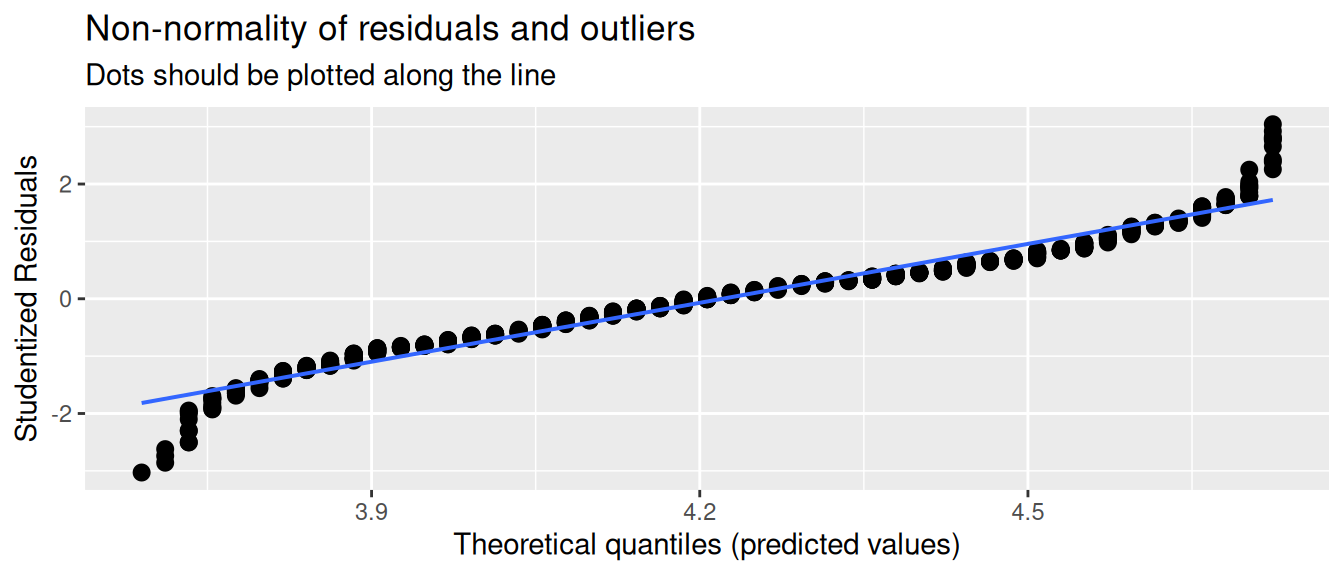 Non-normality of residuals and outliers
Dots should be plotted along the line
Studentized Residuals
2
0
-2
3.9 4.2 4.5
Theoretical quantiles (predicted values)